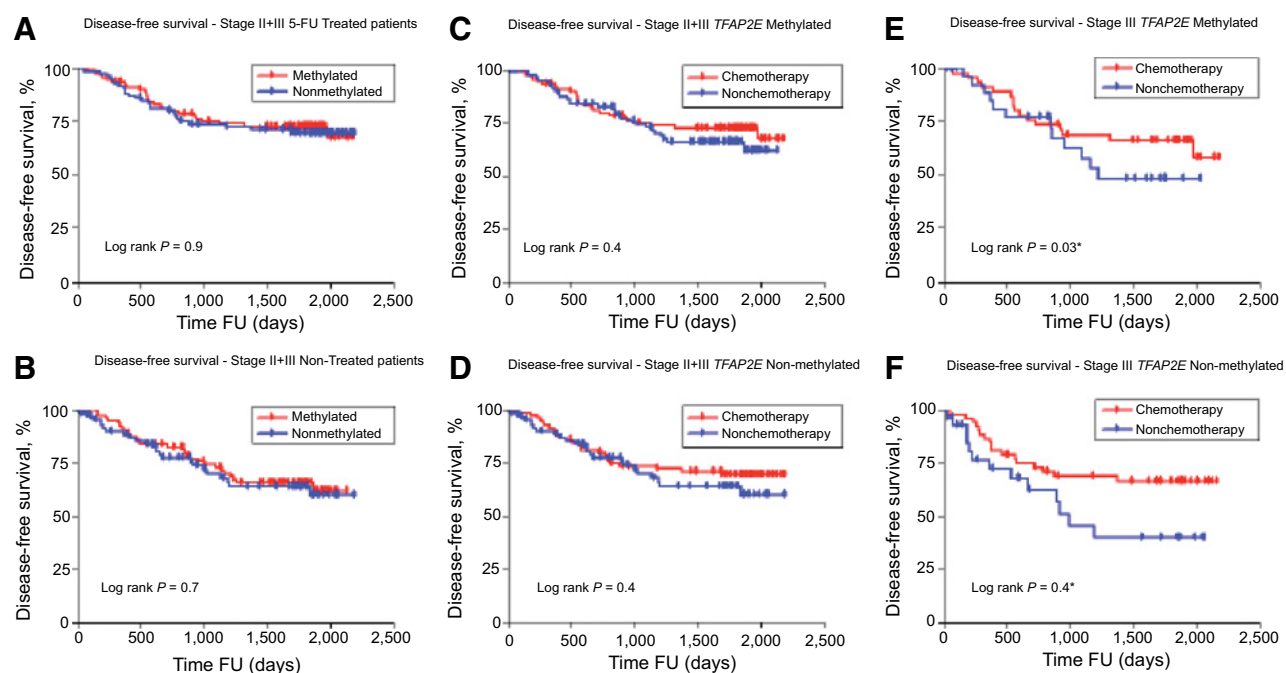 A
Disease-free survival - Stage II+III 5-FU Treated patients
Disease-free survival, %
100
75
50
25
0
Methylated
Nonmethylated
Log rank P = 0.9
0 500 1,000 1,500 2,000 2,500
Time FU (days)
B
Disease-free survival - Stage II+III Non-Treated patients
Disease-free survival, %
100
75
50
25
0
Methylated
Nonmethylated
Log rank P = 0.7
0 500 1,000 1,500 2,000 2,500
Time FU (days)
C
Disease-free survival - Stage II+III TFAP2E Methylated
Disease-free survival, %
100
75
50
25
0
Chemotherapy
Nonchemotherapy
Log rank P = 0.4
0 500 1,000 1,500 2,000 2,500
Time FU (days)
D
Disease-free survival - Stage II+III TFAP2E Non-methylated
Disease-free survival, %
100
75
50
25
0
Chemotherapy
Nonchemotherapy
Log rank P = 0.4
0 500 1,000 1,500 2,000 2,500
Time FU (days)
E
Disease-free survival - Stage III TFAP2E Methylated
Disease-free survival, %
100
75
50
25
0
Chemotherapy
Nonchemotherapy
Log rank P = 0.03*
0 500 1,000 1,500 2,000 2,500
Time FU (days)
F
Disease-free survival - Stage III TFAP2E Non-methylated
Disease-free survival, %
100
75
50
25
0
Chemotherapy
Nonchemotherapy
Log rank P = 0.4*
0 500 1,000 1,500 2,000 2,500
Time FU (days)